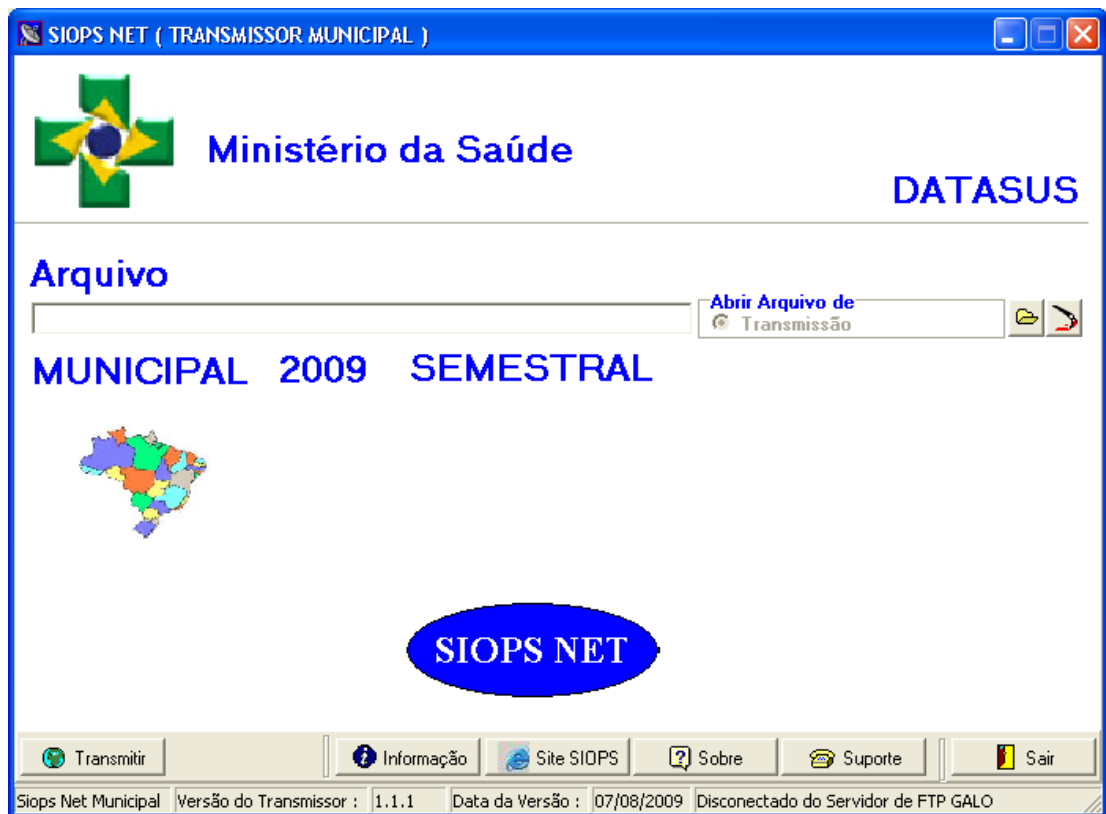 SIOPS NET ( TRANSMISSOR MUNICIPAL )
Ministério da Saúde
DATASUS
Arquivo
Abrir Arquivo de
Transmissão
MUNICIPAL 2009 SEMESTRAL
SIOPS NET
Transmitir Informação Site SIOPS Sobre Suporte Sair
Siops Net Municipal Versão do Transmissor : 1.1.1 Data da Versão : 07/08/2009 Disconectado do Servidor de FTP GALO